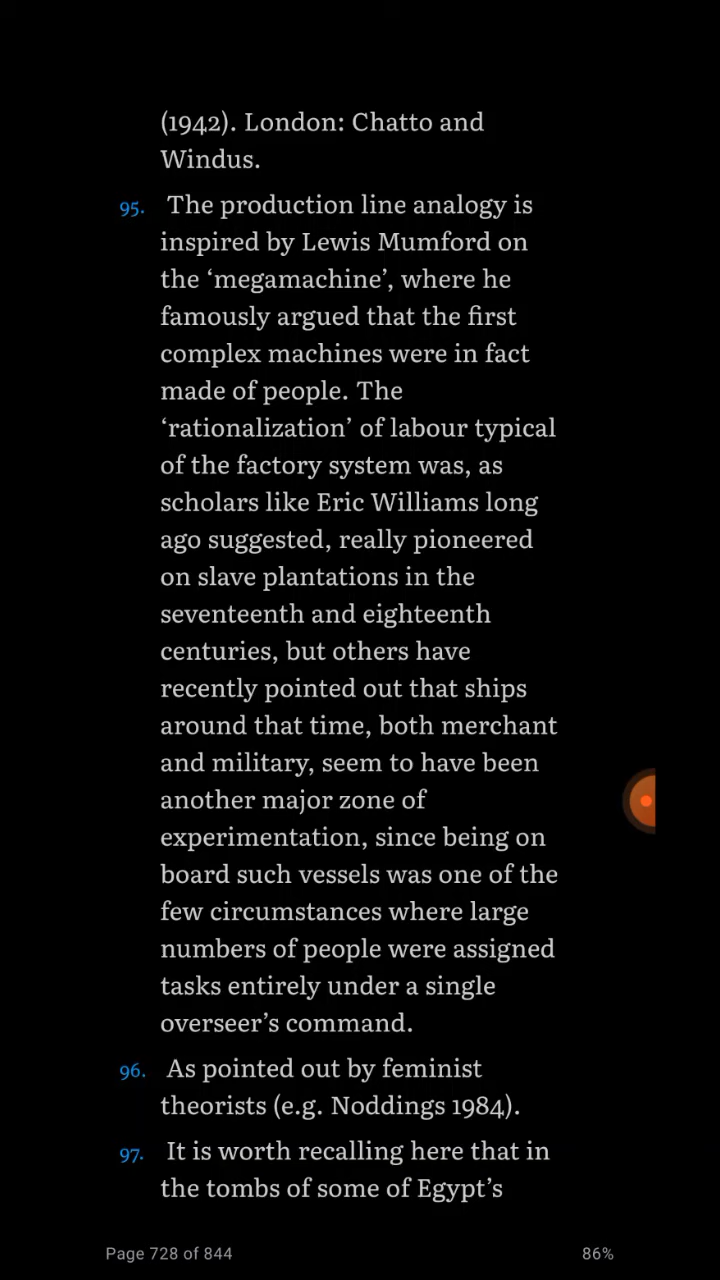 (1942). London: Chatto and
Windus.
95. The production line analogy is
inspired by Lewis Mumford on
the ‘megamachine’, where he
famously argued that the first
complex machines were in fact
made of people. The
‘rationalization’ of labour typical
of the factory system was, as
scholars like Eric Williams long
ago suggested, really pioneered
on slave plantations in the
seventeenth and eighteenth
centuries, but others have
recently pointed out that ships
around that time, both merchant
and military, seem to have been
another major zone of
experimentation, since being on
board such vessels was one of the
few circumstances where large
numbers of people were assigned
tasks entirely under a single
overseer’s command.
96. As pointed out by feminist
theorists (e.g. Noddings 1984).
97. It is worth recalling here that in
the tombs of some of Egypt’s
Page 728 of 844 86%